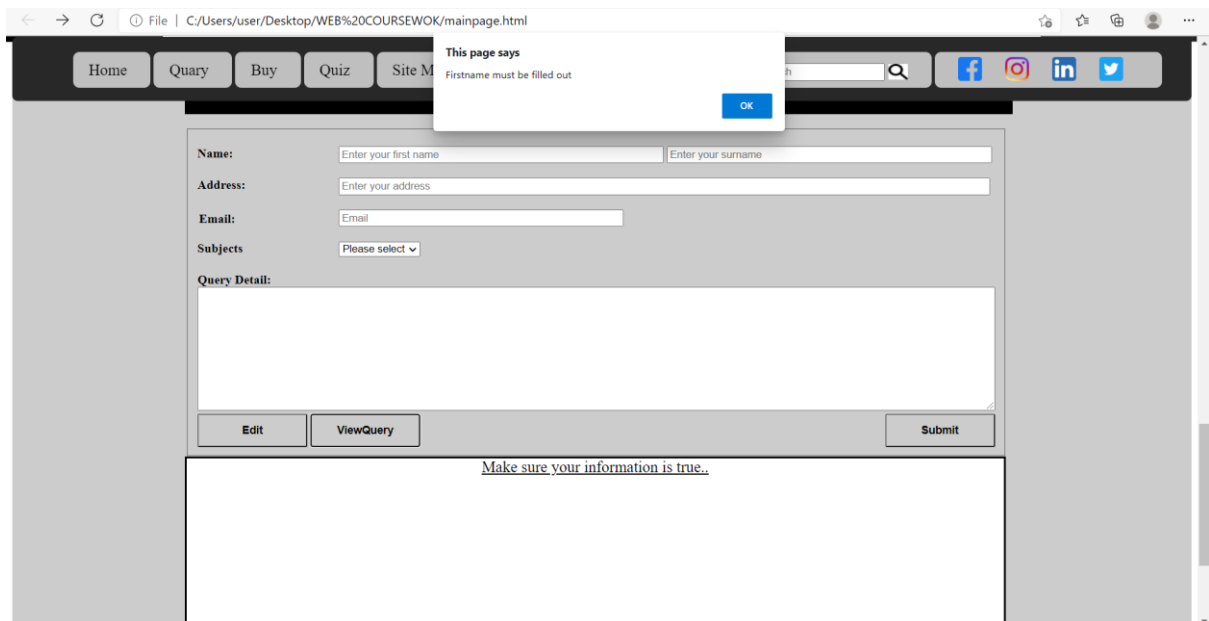 File | C:/Users/user/Desktop/WEB%20COURSEWOK/mainpage.html
This page says
Firstname must be filled out
OK
Home Quary Buy Quiz Site M
Name: Enter your first name Enter your surname
Address: Enter your address
Email: Email
Subjects Please select
Query Detail:
Edit ViewQuery Submit
Make sure your information is true..